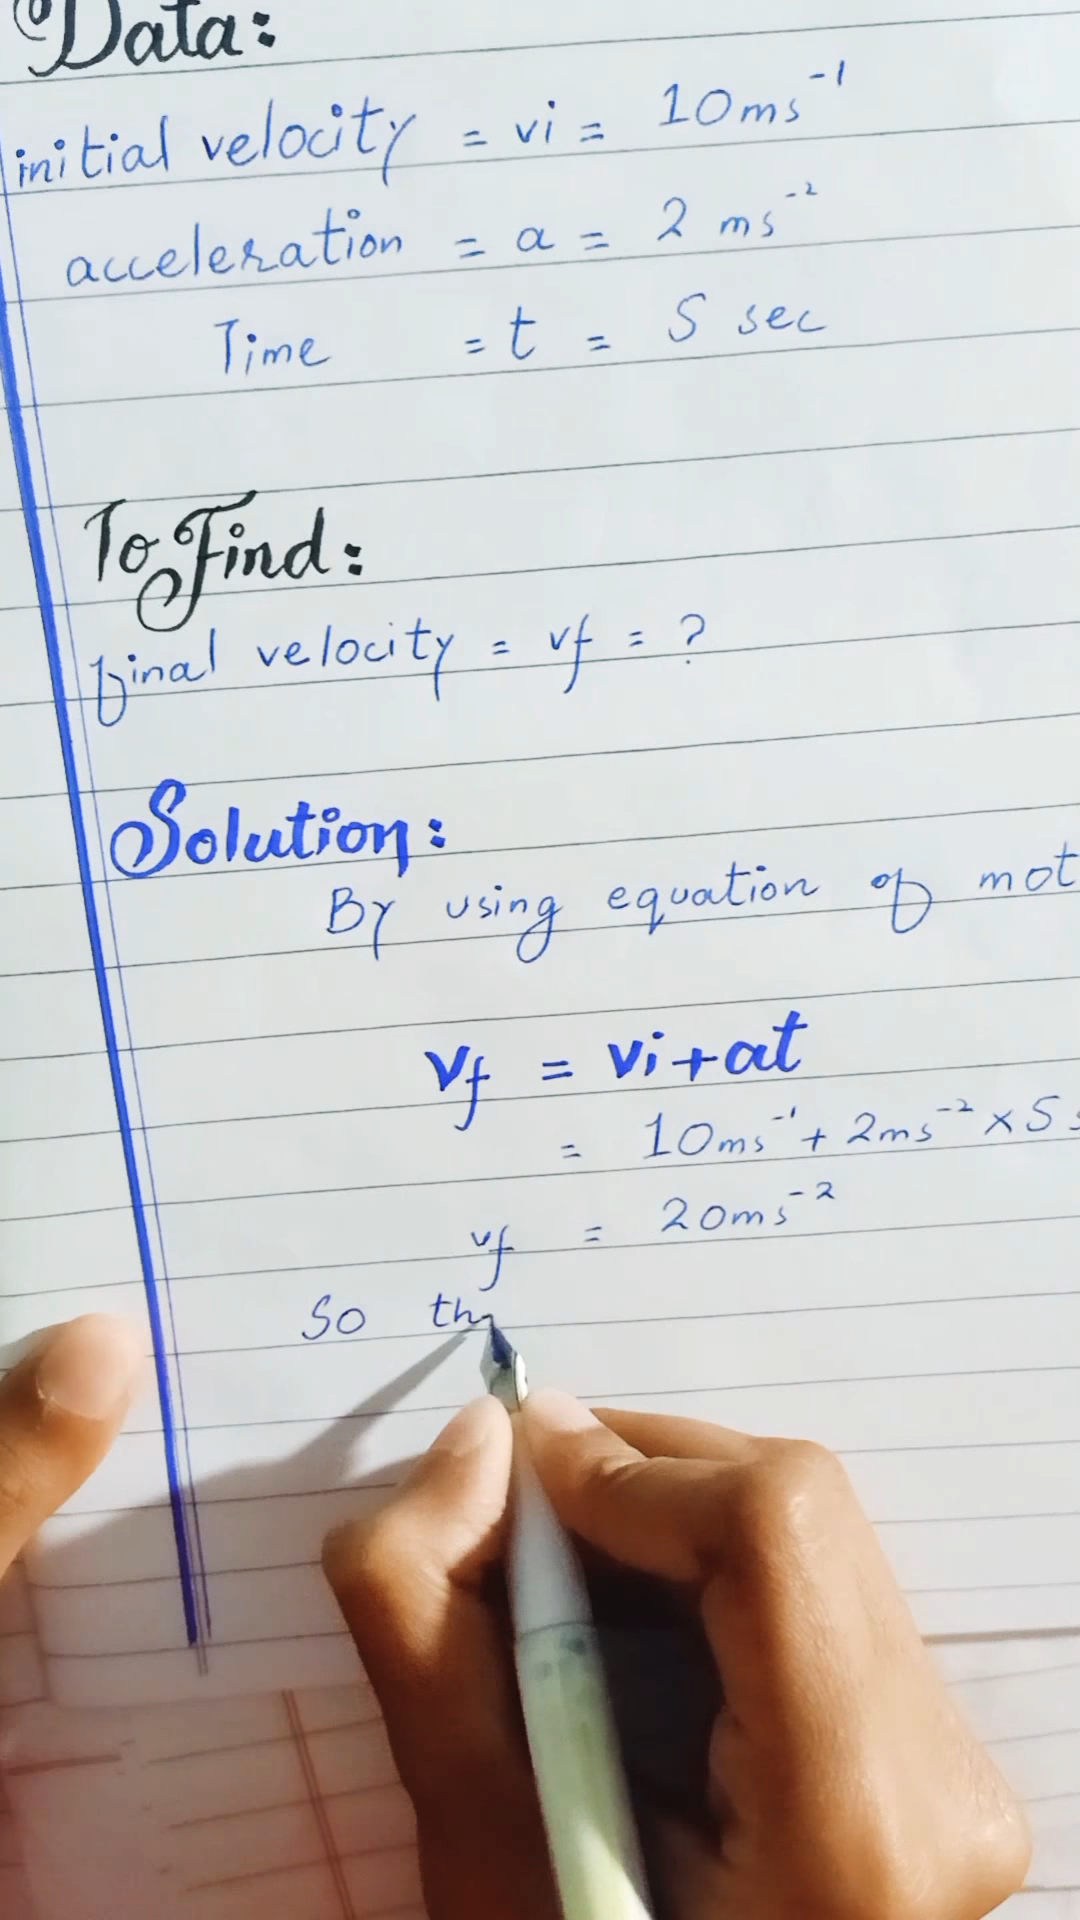 Data:
initial velocity = vi = 10ms⁻¹
acceleration = a = 2 ms⁻²
Time = t = 5 sec
To Find:
final velocity = vf = ?
Solution:
By using equation of mot
vf = vi+at
= 10ms⁻¹ + 2ms⁻² × 5s
vf = 20ms⁻²
So th